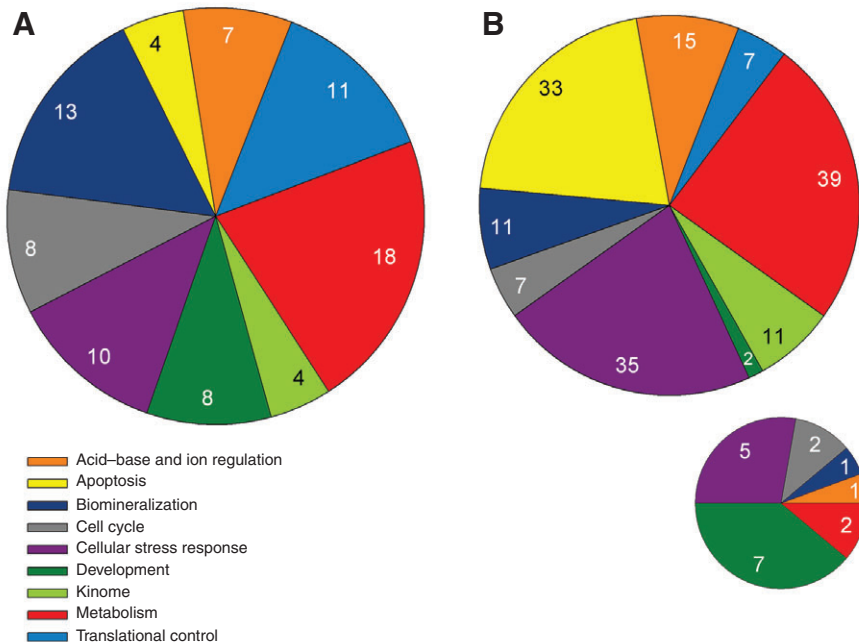 A
4
7
11
13
18
8
10
8
4
B
15
7
33
39
11
7
35
2
11
Acid–base and ion regulation
Apoptosis
Biomineralization
Cell cycle
Cellular stress response
Development
Kinome
Metabolism
Translational control
5
2
1
1
2
7